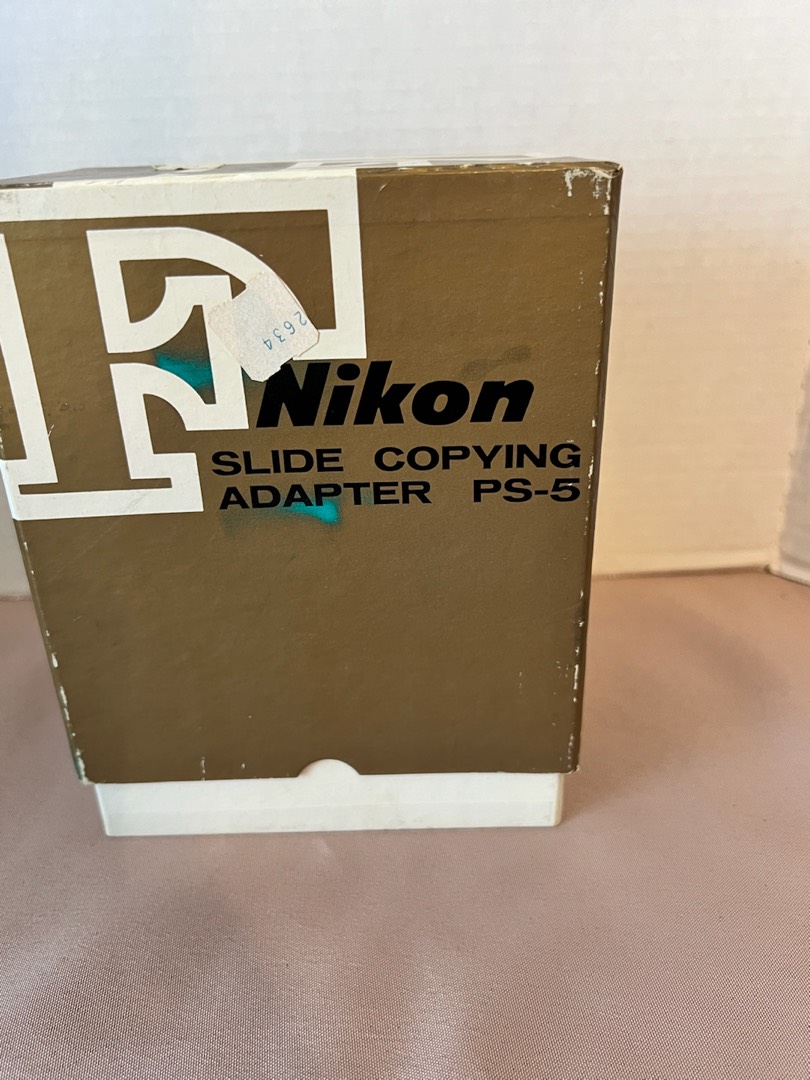 F
2634
Nikon
SLIDE COPYING
ADAPTER PS-5